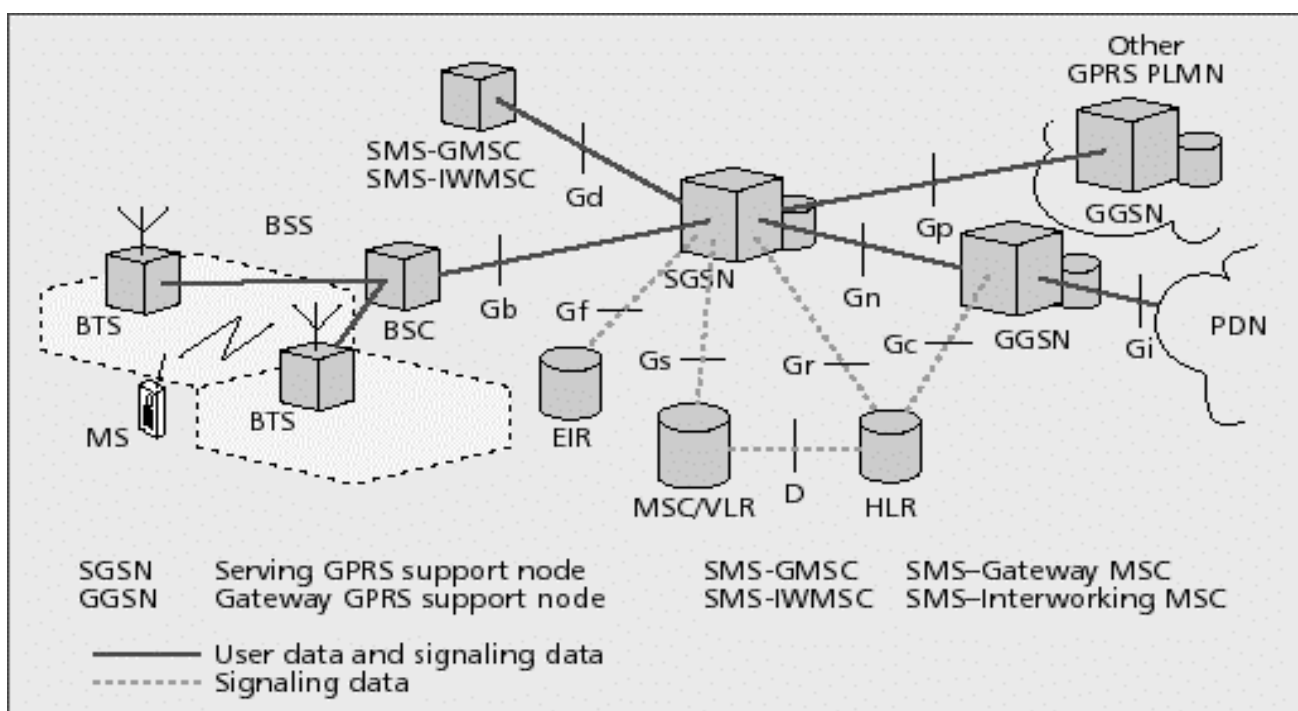 Other
GPRS PLMN
SMS-GMSC
SMS-IWMSC
Gd
BSS
SGSN
Gp
GGSN
BTS
BSC
Gb
Gf
Gn
GGSN
Gi
PDN
Gs
Gr
Gc
MS
BTS
EIR
MSC/VLR
D
HLR
SGSN Serving GPRS support node
GGSN Gateway GPRS support node
SMS-GMSC SMS–Gateway MSC
SMS-IWMSC SMS–Interworking MSC
User data and signaling data
Signaling data